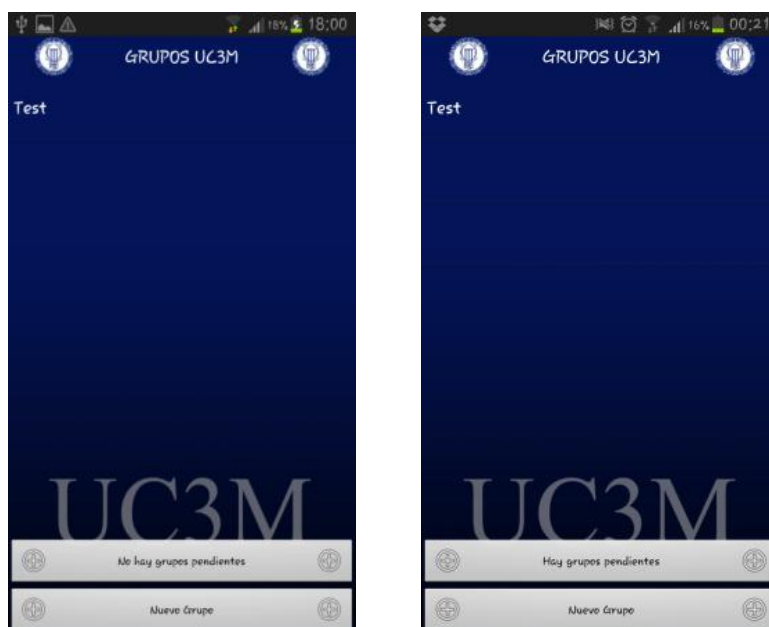 18% 18:00
GRUPOS UC3M
Test
UC3M
No hay grupos pendientes
Nuevo Grupo
16% 00:21
GRUPOS UC3M
Test
UC3M
Hay grupos pendientes
Nuevo Grupo